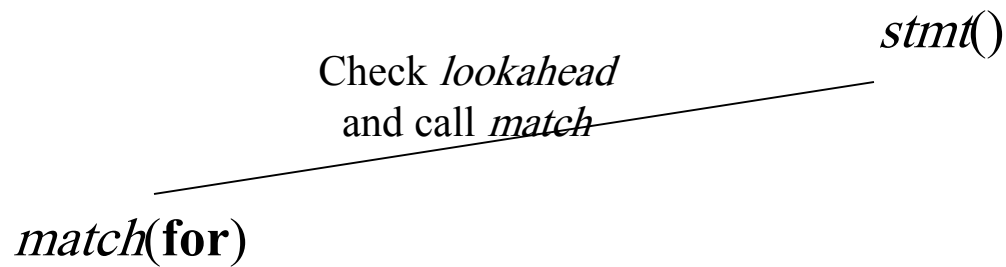 stmt()
Check lookahead
and call match
match(for)